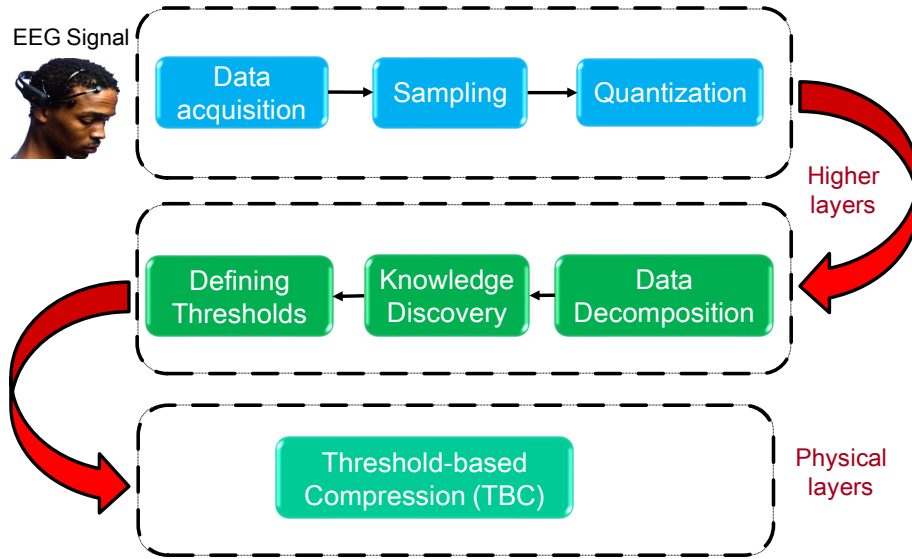 EEG Signal
Data
acquisition
Sampling
Quantization
Higher
layers
Defining
Thresholds
Knowledge
Discovery
Data
Decomposition
Threshold-based
Compression (TBC)
Physical
layers